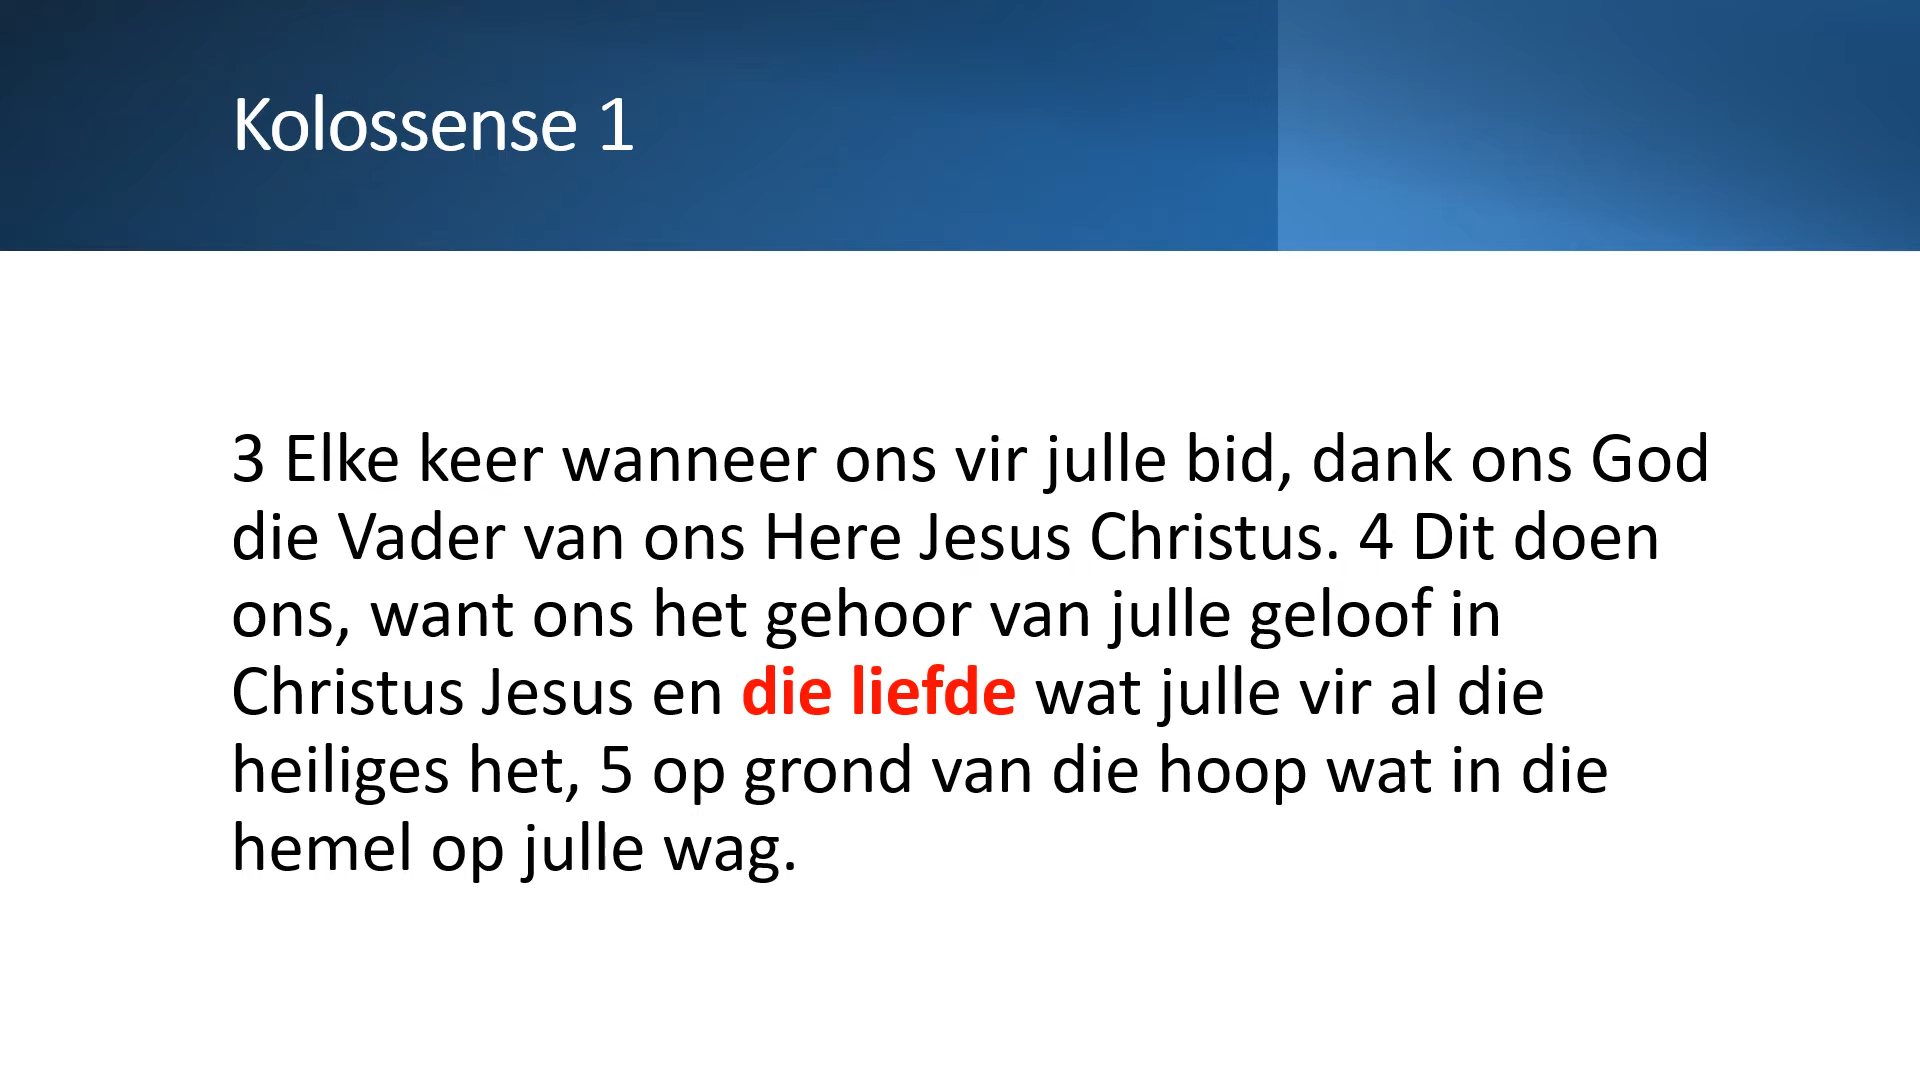 Kolossense 1
3 Elke keer wanneer ons vir julle bid, dank ons God
die Vader van ons Here Jesus Christus. 4 Dit doen
ons, want ons het gehoor van julle geloof in
Christus Jesus en die liefde wat julle vir al die
heiliges het, 5 op grond van die hoop wat in die
hemel op julle wag.